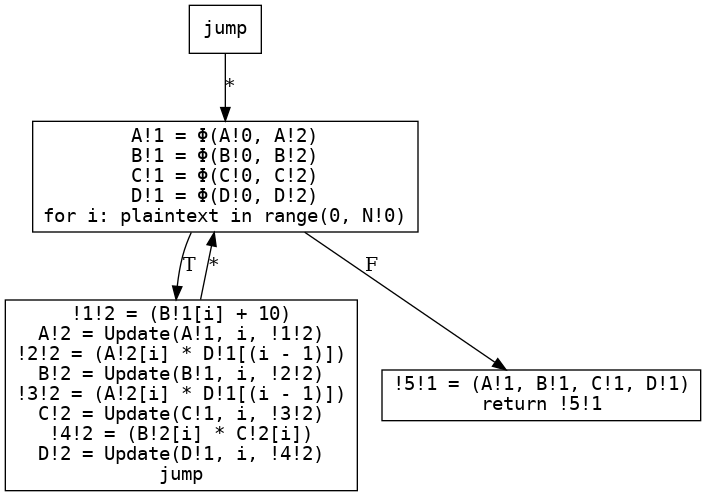 jump
*
A!1 = Φ(A!0, A!2)
B!1 = Φ(B!0, B!2)
C!1 = Φ(C!0, C!2)
D!1 = Φ(D!0, D!2)
for i: plaintext in range(0, N!0)
T
*
F
!1!2 = (B!1[i] + 10)
A!2 = Update(A!1, i, !1!2)
!2!2 = (A!2[i] * D!1[(i - 1)])
B!2 = Update(B!1, i, !2!2)
!3!2 = (A!2[i] * D!1[(i - 1)])
C!2 = Update(C!1, i, !3!2)
!4!2 = (B!2[i] * C!2[i])
D!2 = Update(D!1, i, !4!2)
jump
!5!1 = (A!1, B!1, C!1, D!1)
return !5!1